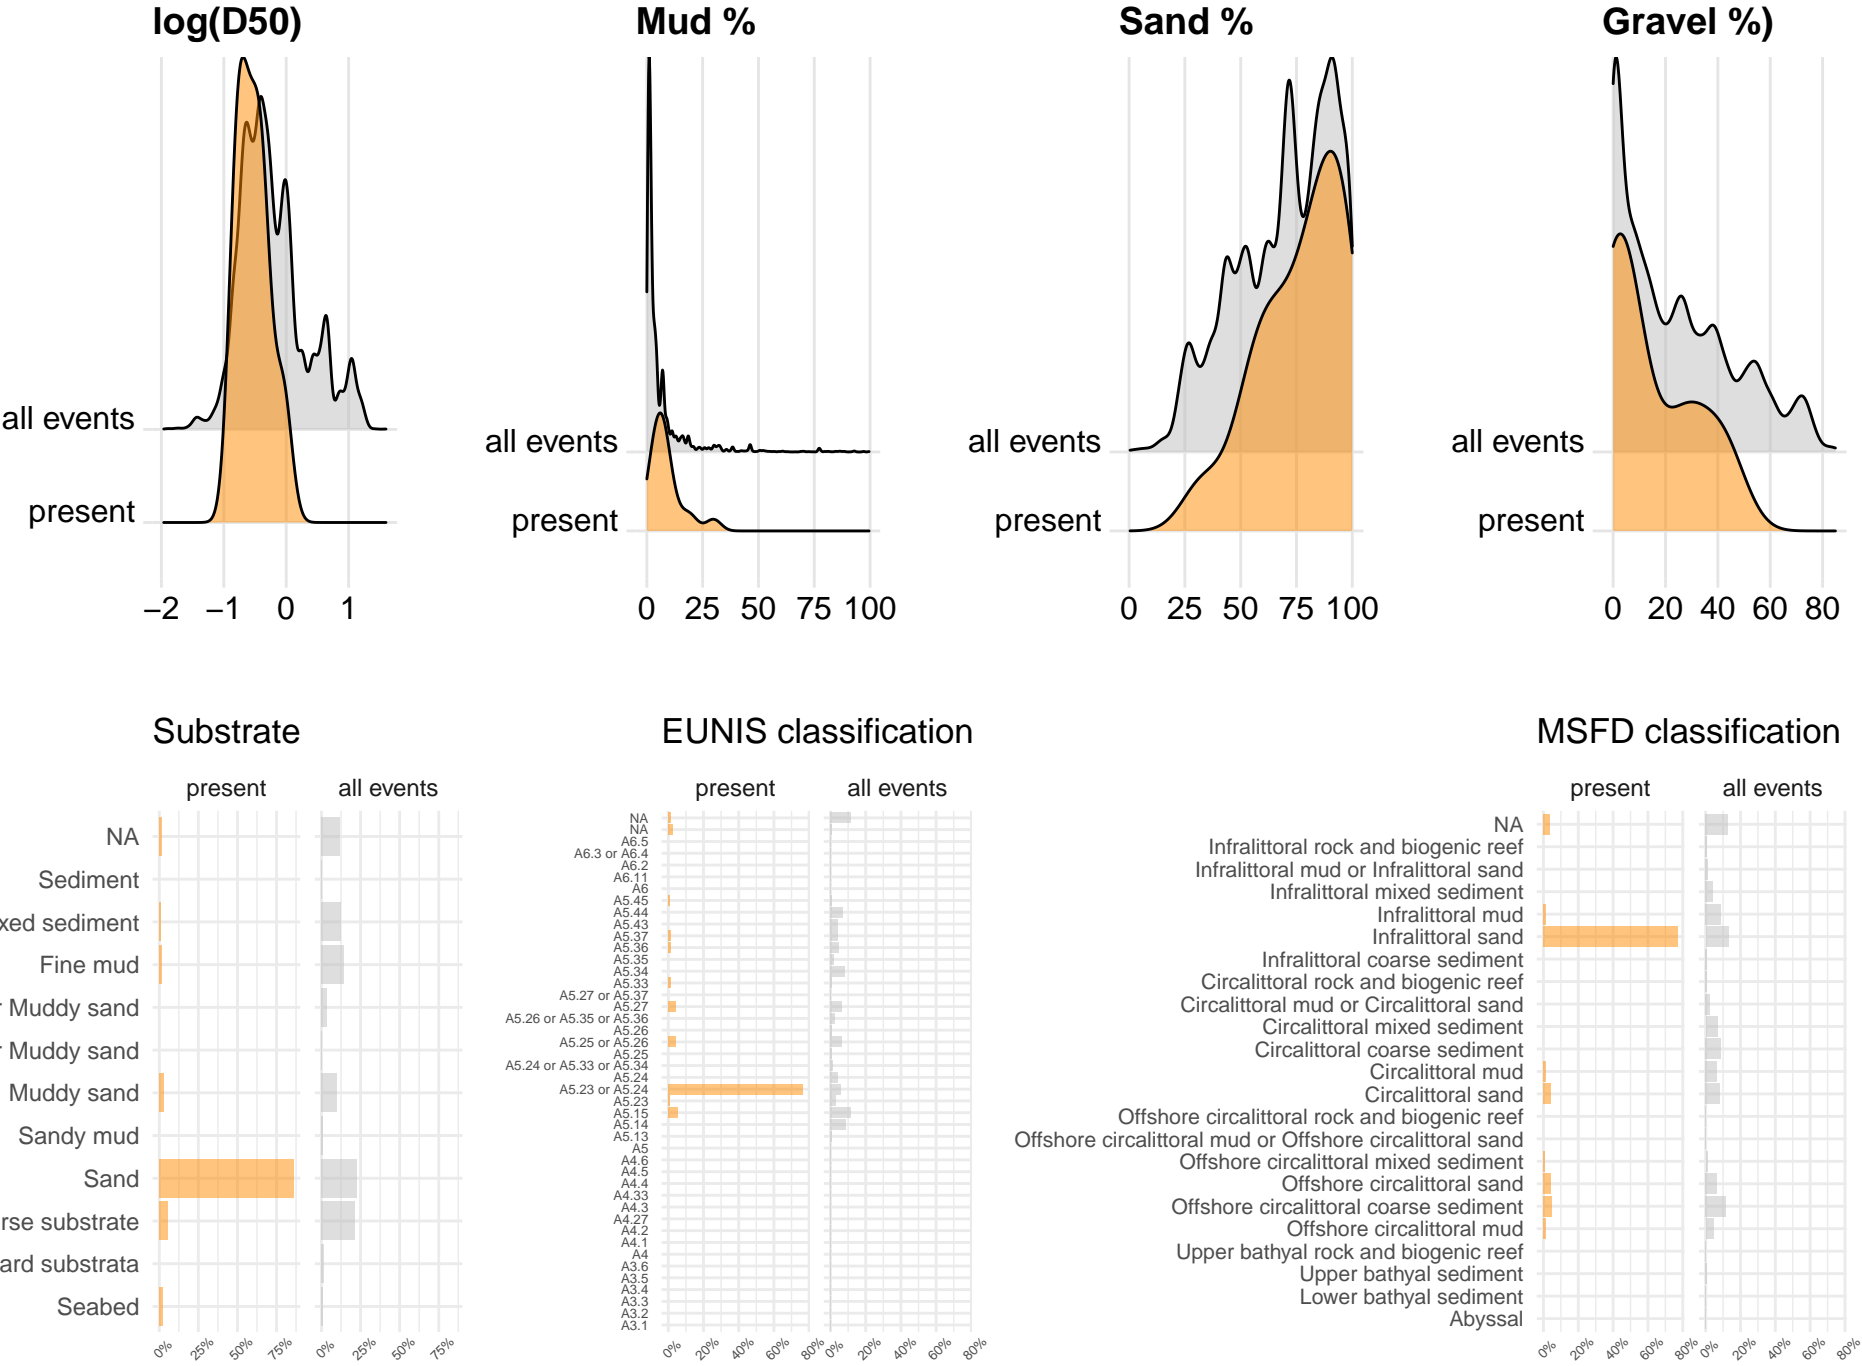 log(D50)
Mud %
Sand %
Gravel %)
all events
present
−2 −1 0 1
all events
present
0 25 50 75 100
all events
present
0 25 50 75 100
all events
present
0 20 40 60 80
Substrate
present all events
NA
Sediment
xed sediment
Fine mud
r Muddy sand
r Muddy sand
Muddy sand
Sandy mud
Sand
rse substrate
ard substrata
Seabed
0% 25% 50% 75% 0% 25% 50% 75%
EUNIS classification
present all events
NA
NA
A6.5
A6.3 or A6.4
A6.2
A6.11
A6
A5.45
A5.44
A5.43
A5.37
A5.36
A5.35
A5.34
A5.33
A5.27 or A5.37
A5.27
A5.26 or A5.35 or A5.36
A5.26
A5.25 or A5.26
A5.25
A5.24 or A5.33 or A5.34
A5.24
A5.23 or A5.24
A5.23
A5.15
A5.14
A5.13
A5
A4.6
A4.5
A4.4
A4.33
A4.3
A4.27
A4.2
A4.1
A4
A3.6
A3.5
A3.4
A3.3
A3.2
A3.1
0% 20% 40% 60% 80% 0% 20% 40% 60% 80%
MSFD classification
present all events
NA
Infralittoral rock and biogenic reef
Infralittoral mud or Infralittoral sand
Infralittoral mixed sediment
Infralittoral mud
Infralittoral sand
Infralittoral coarse sediment
Circalittoral rock and biogenic reef
Circalittoral mud or Circalittoral sand
Circalittoral mixed sediment
Circalittoral coarse sediment
Circalittoral mud
Circalittoral sand
Offshore circalittoral rock and biogenic reef
Offshore circalittoral mud or Offshore circalittoral sand
Offshore circalittoral mixed sediment
Offshore circalittoral sand
Offshore circalittoral coarse sediment
Offshore circalittoral mud
Upper bathyal rock and biogenic reef
Upper bathyal sediment
Lower bathyal sediment
Abyssal
0% 20% 40% 60% 80% 0% 20% 40% 60% 80%